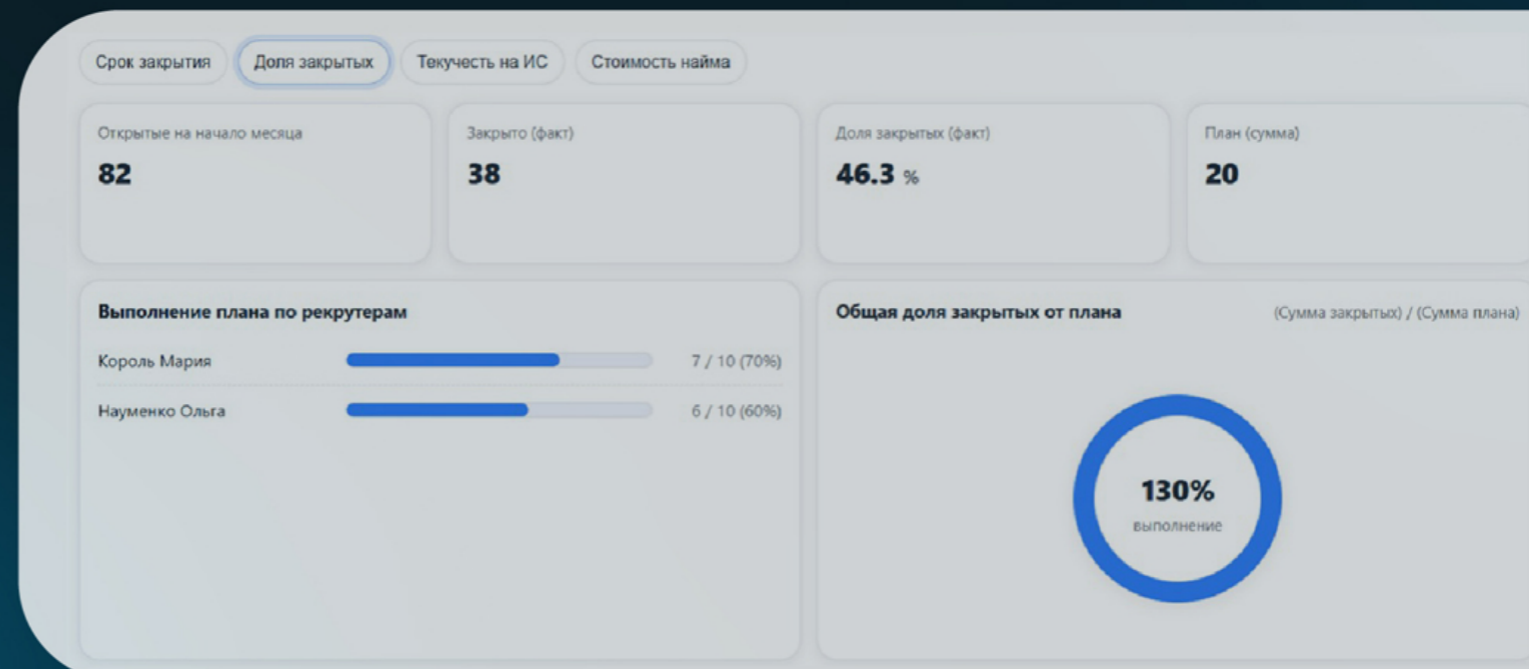 Срок закрытия Доля закрытых Текучесть на ИС Стоимость найма
Открытые на начало месяца
82
Закрыто (факт)
38
Доля закрытых (факт)
46.3 %
План (сумма)
20
Выполнение плана по рекрутерам
Король Мария 7 / 10 (70%)
Науменко Ольга 6 / 10 (60%)
Общая доля закрытых от плана (Сумма закрытых) / (Сумма плана)
130%
выполнение